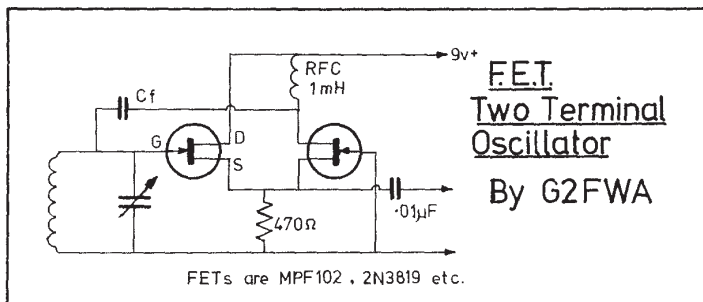 9v+
RFC
1mH
Cf
G
D
S
470Ω
.01µF
F.E.T.
Two Terminal
Oscillator
By G2FWA
FETs are MPF102, 2N3819 etc.